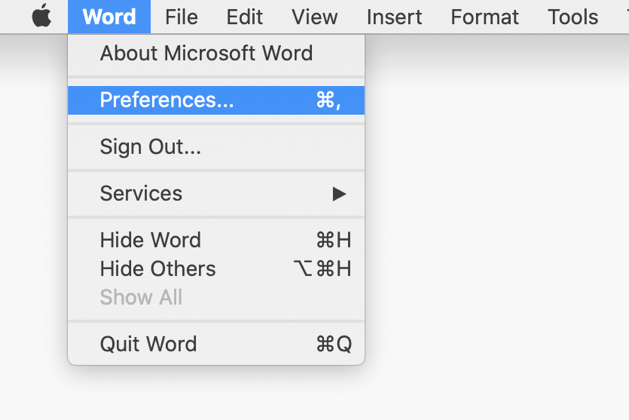 Word File Edit View Insert Format Tools
About Microsoft Word
Preferences... ⌘,
Sign Out...
Services ▶
Hide Word ⌘H
Hide Others ⌥⌘H
Show All
Quit Word ⌘Q